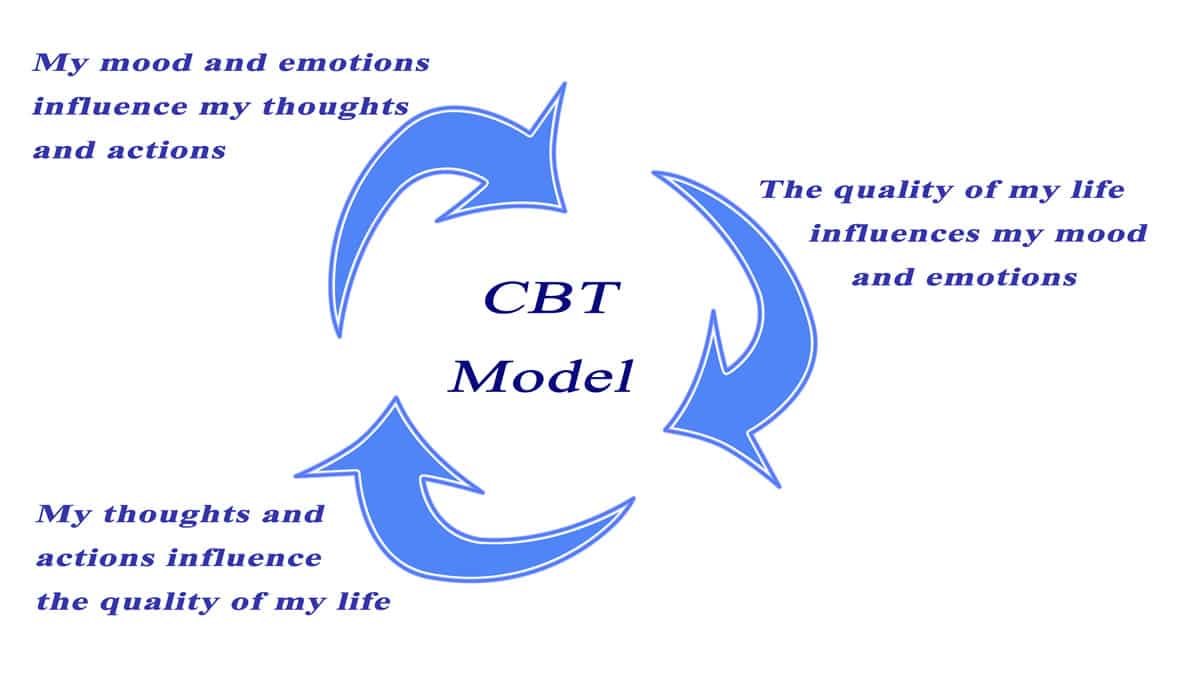 My mood and emotions
influence my thoughts
and actions
The quality of my life
influences my mood
and emotions
CBT
Model
My thoughts and
actions influence
the quality of my life